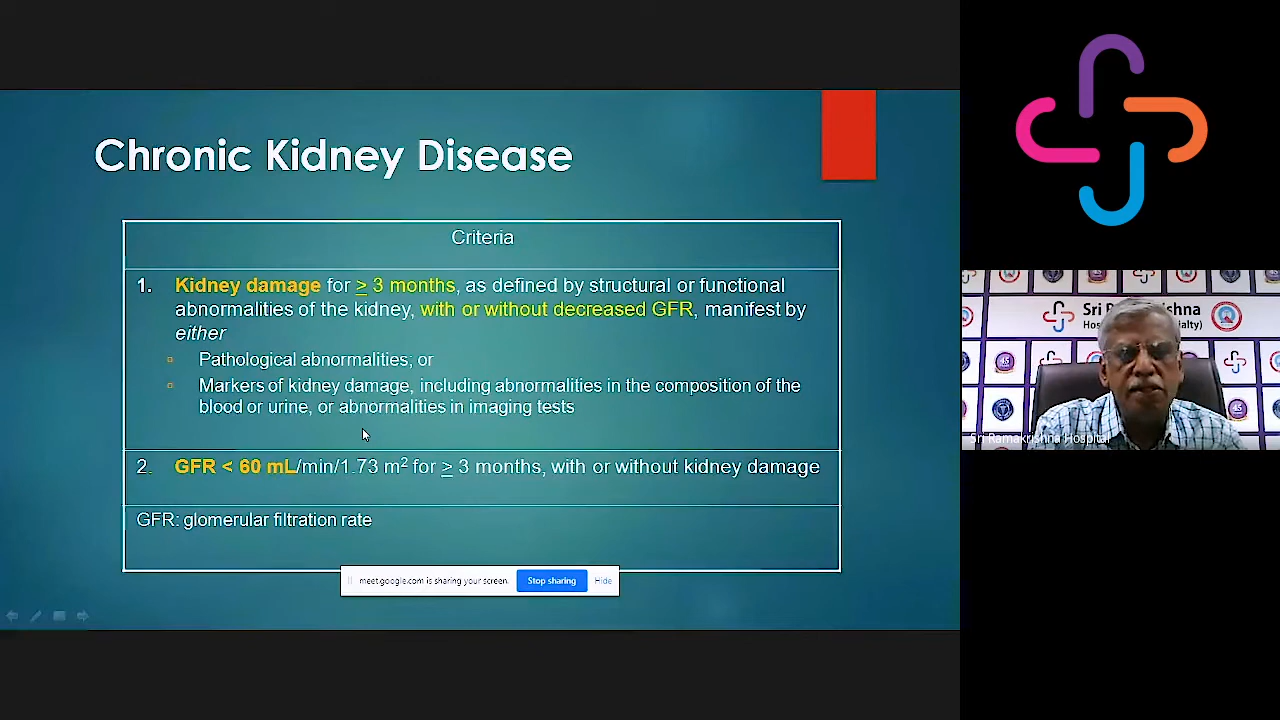 Chronic Kidney Disease
Criteria
1. Kidney damage for ≥ 3 months, as defined by structural or functional
abnormalities of the kidney, with or without decreased GFR, manifest by
either
Pathological abnormalities; or
Markers of kidney damage, including abnormalities in the composition of the
blood or urine, or abnormalities in imaging tests
2. GFR < 60 mL/min/1.73 m² for ≥ 3 months, with or without kidney damage
GFR: glomerular filtration rate
meet.google.com is sharing your screen. Stop sharing Hide
Sri Ramakrishna Hospital